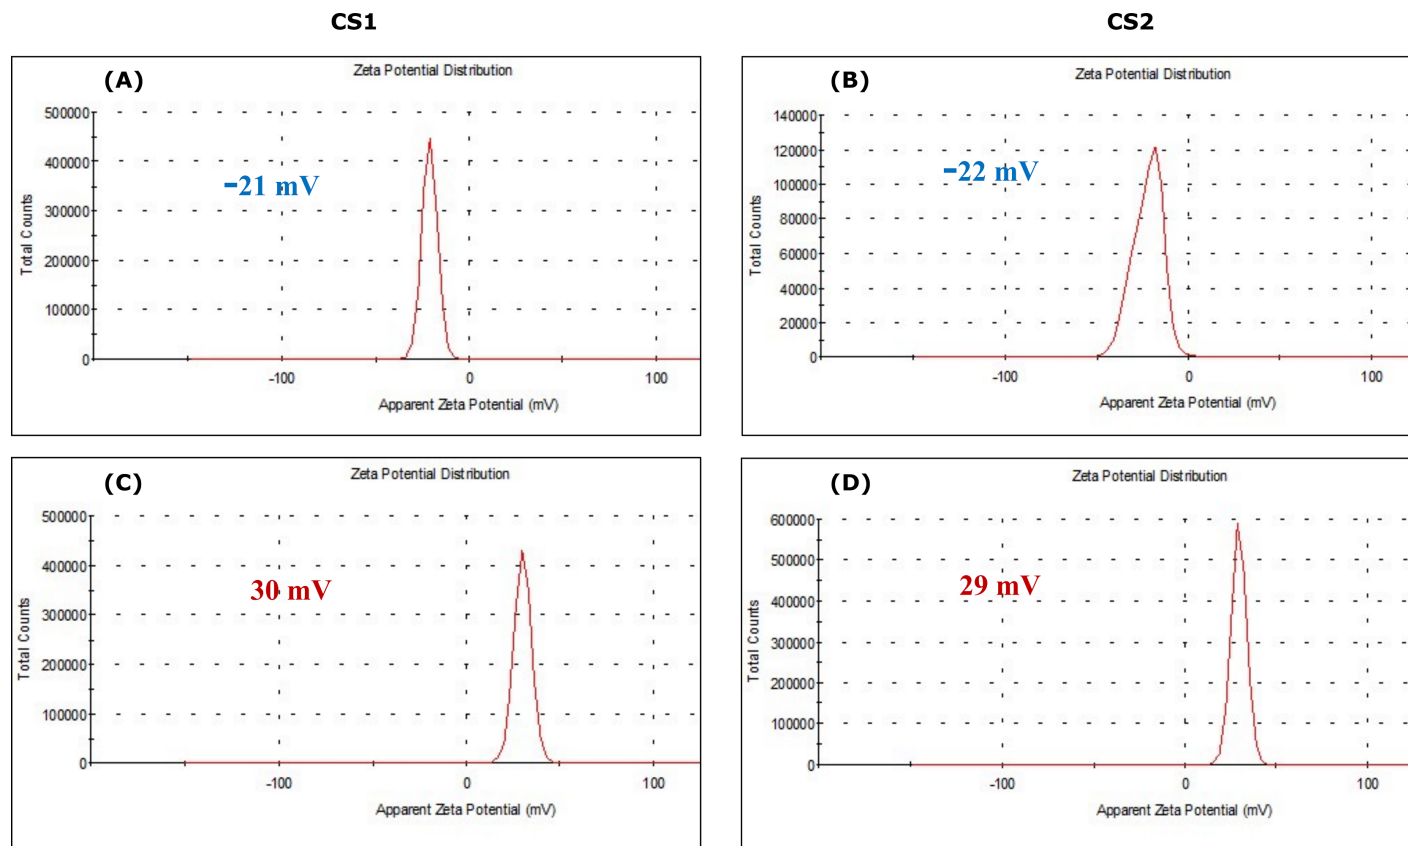 CS1
CS2
(A)
Zeta Potential Distribution
500000
400000
300000
200000
100000
0
Total Counts
-21 mV
-100
0
100
Apparent Zeta Potential (mV)
(B)
Zeta Potential Distribution
140000
120000
100000
80000
60000
40000
20000
0
Total Counts
-22 mV
-100
0
100
Apparent Zeta Potential (mV)
(C)
Zeta Potential Distribution
500000
400000
300000
200000
100000
0
Total Counts
30 mV
-100
0
100
Apparent Zeta Potential (mV)
(D)
Zeta Potential Distribution
600000
500000
400000
300000
200000
100000
0
Total Counts
29 mV
-100
0
100
Apparent Zeta Potential (mV)